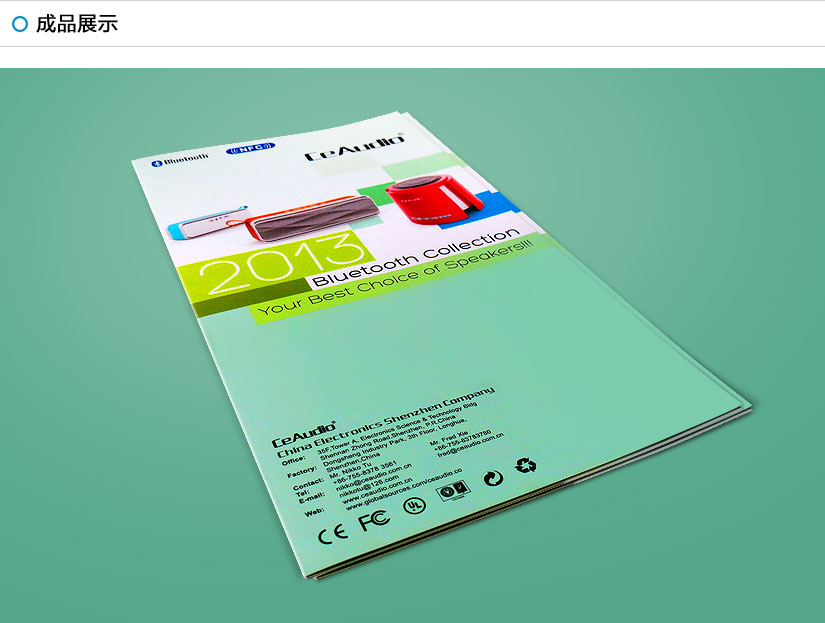 成品展示
Bluetooth
NFC
CeAudio
2013
Bluetooth Collection
Your Best Choice of Speakers!!!
CeAudio
China Electronics Shenzhen Company
Office: 35F,Tower A, Electronics Science & Technology Bldg
Shennan Zhong Road,Shenzhen, P.R.China
Factory: Dongsheng Industry Park, 3th Floor, Longhua,
Shenzhen,China
Contact: Mr. Nikko Tu Mr. Fred Xie
Tel: +86-755-8378 3561 +86-755-83783760
E-mail: nikko@ceaudio.com.cn fred@ceaudio.com.cn
nikkotu@126.com
Web: www.ceaudio.com.cn
www.globalsources.com/ceaudio.co
CE FC UL